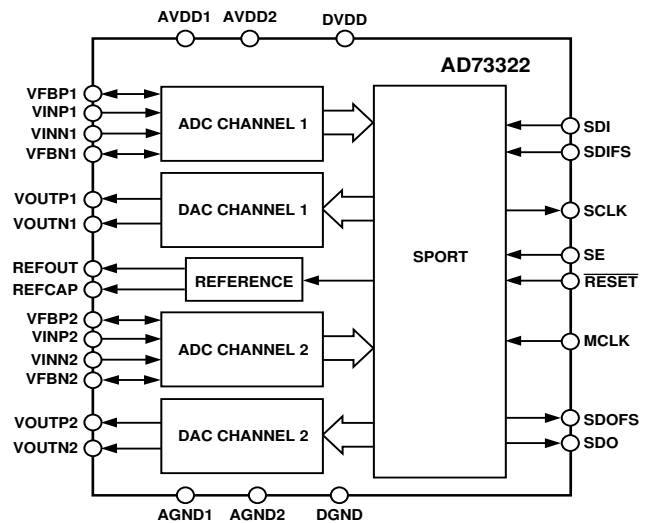 AVDD1 AVDD2 DVDD
AD73322
VFBP1
VINP1
VINN1
VFBN1
ADC CHANNEL 1
VOUTP1
VOUTN1
DAC CHANNEL 1
REFOUT
REFCAP
REFERENCE
VFBP2
VINP2
VINN2
VFBN2
ADC CHANNEL 2
VOUTP2
VOUTN2
DAC CHANNEL 2
SPORT
SDI
SDIFS
SCLK
SE
RESET
MCLK
SDOFS
SDO
AGND1 AGND2 DGND